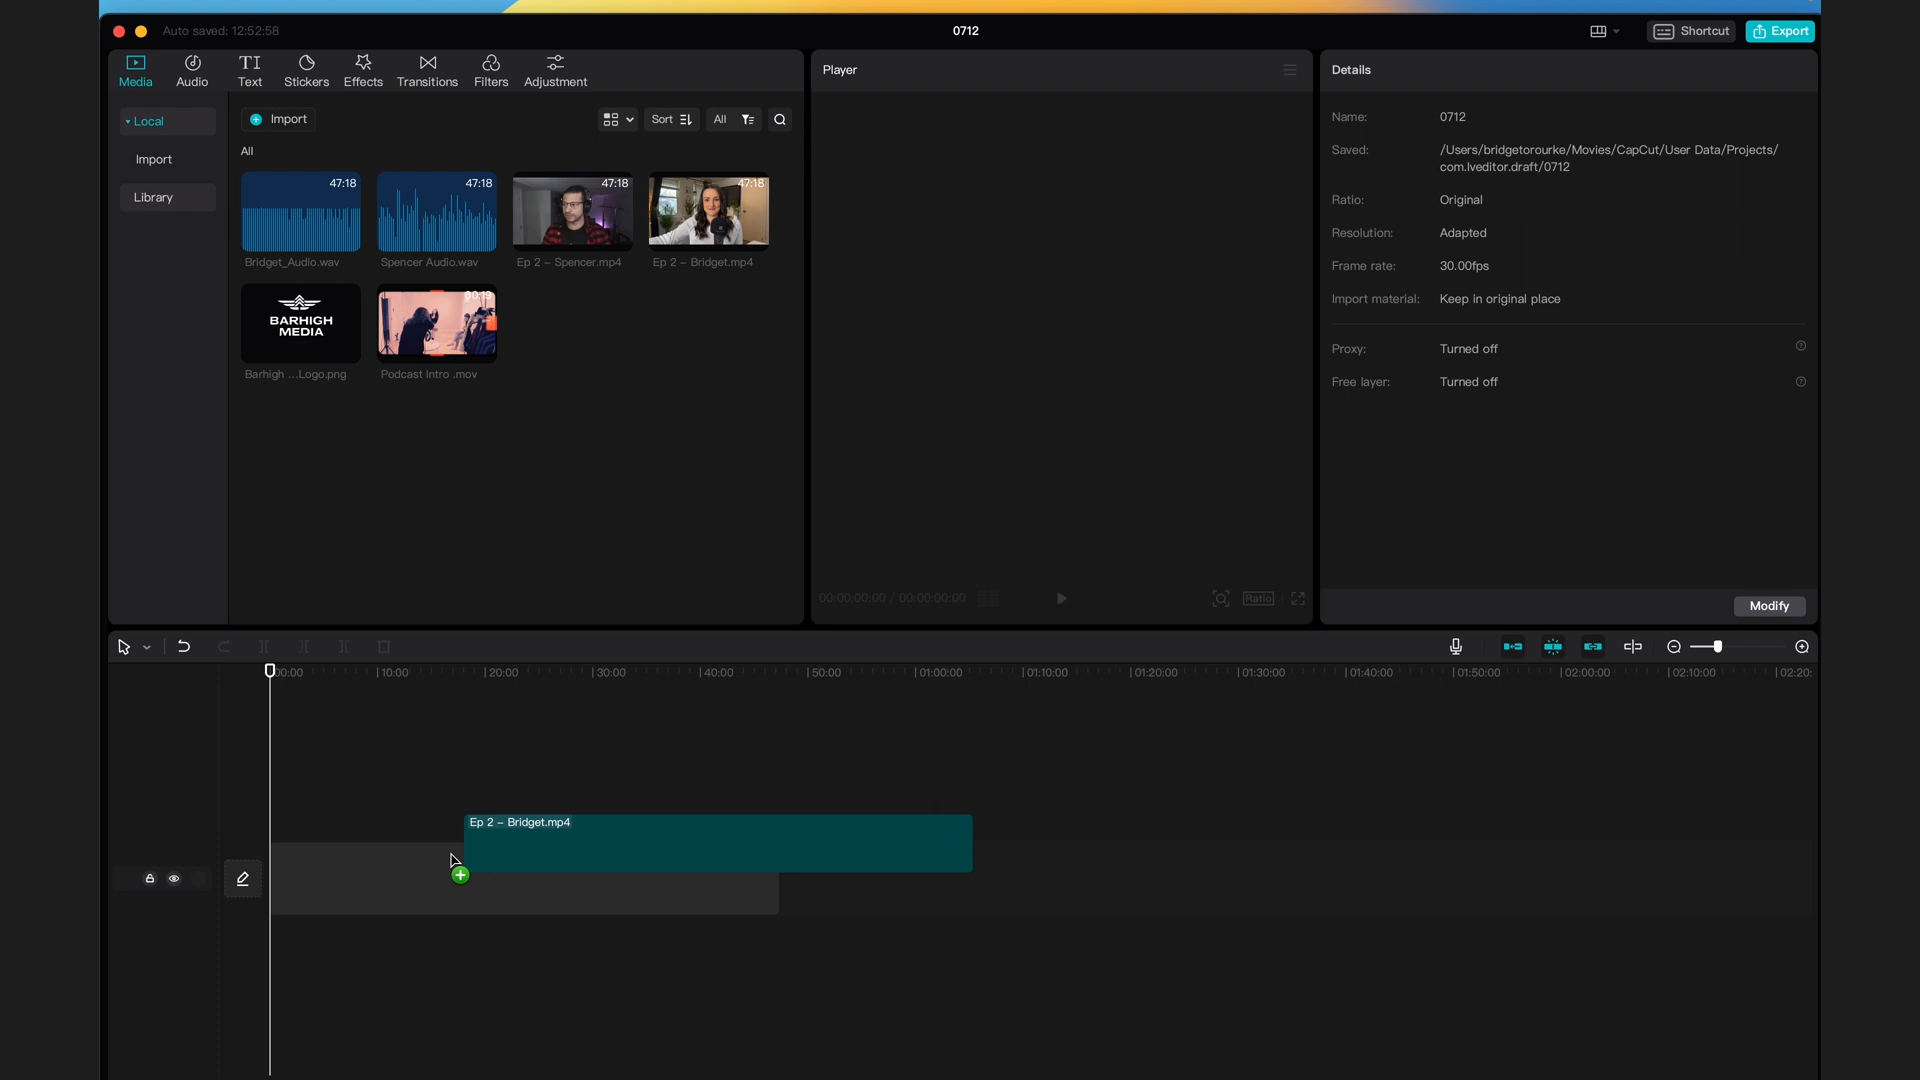 Auto saved: 12:52:58
0712
Shortcut
Export
Media
Audio
TI
Text
Stickers
Effects
Transitions
Filters
Adjustment
Local
Import
Library
Import
Sort
All
All
47:18
Bridget_Audio.wav
47:18
Spencer Audio.wav
47:18
Ep 2 – Spencer.mp4
47:18
Ep 2 – Bridget.mp4
BARHIGH
MEDIA
Barhigh ...Logo.png
00:19
Podcast Intro .mov
Player
00:00:00:00 / 00:00:00:00
Ratio
Details
Name: 0712
Saved: /Users/bridgetorourke/Movies/CapCut/User Data/Projects/
com.lveditor.draft/0712
Ratio: Original
Resolution: Adapted
Frame rate: 30.00fps
Import material: Keep in original place
Proxy: Turned off
Free layer: Turned off
Modify
00:00 |10:00 |20:00 |30:00 |40:00 |50:00 |01:00:00 |01:10:00 |01:20:00 |01:30:00 |01:40:00 |01:50:00 |02:00:00 |02:10:00 |02:20:
Ep 2 – Bridget.mp4